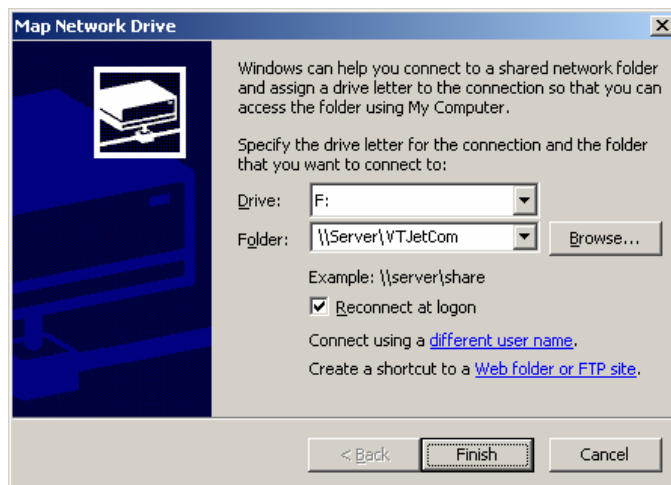 Map Network Drive
Windows can help you connect to a shared network folder
and assign a drive letter to the connection so that you can
access the folder using My Computer.
Specify the drive letter for the connection and the folder
that you want to connect to:
Drive: F:
Folder: \\Server\VTJetCom Browse...
Example: \\server\share
Reconnect at logon
Connect using a different user name.
Create a shortcut to a Web folder or FTP site.
< Back Finish Cancel